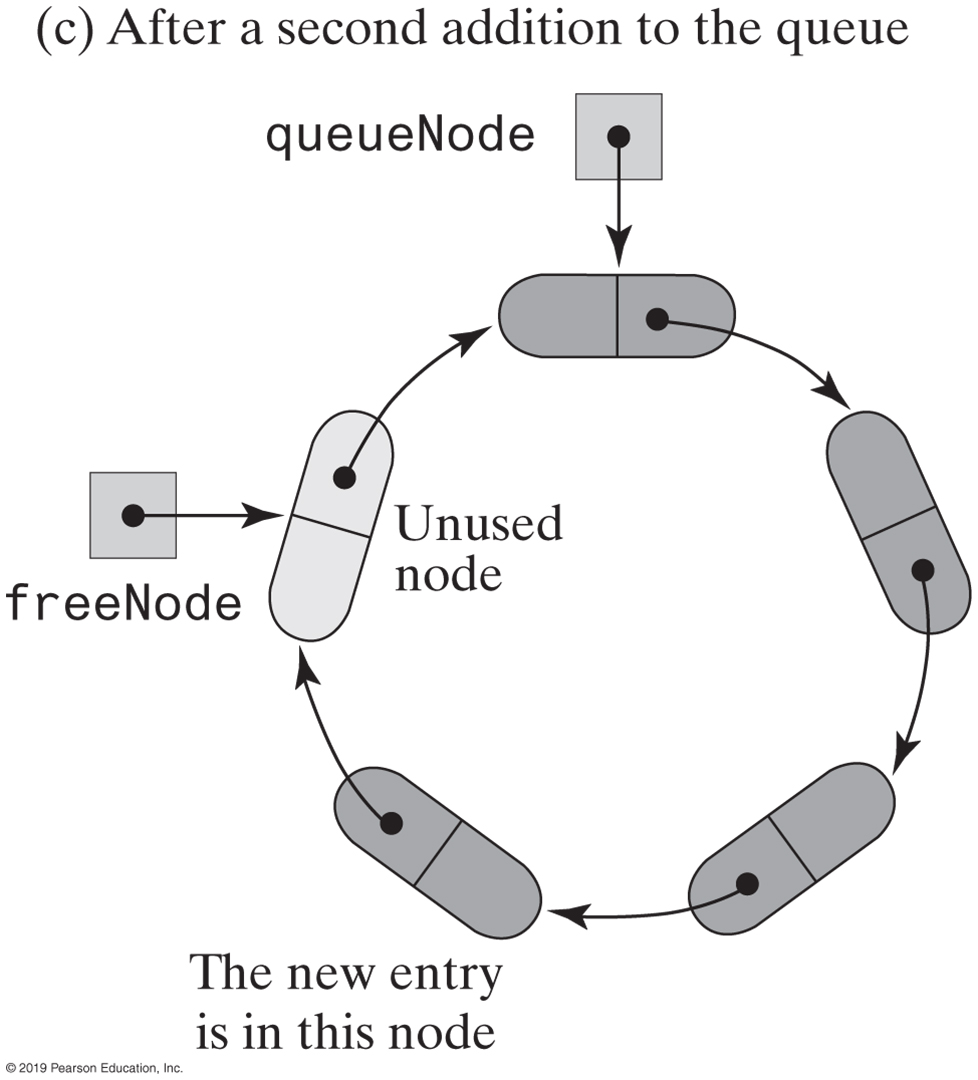 (c) After a second addition to the queue
queueNode
Unused
node
freeNode
The new entry
is in this node
© 2019 Pearson Education, Inc.